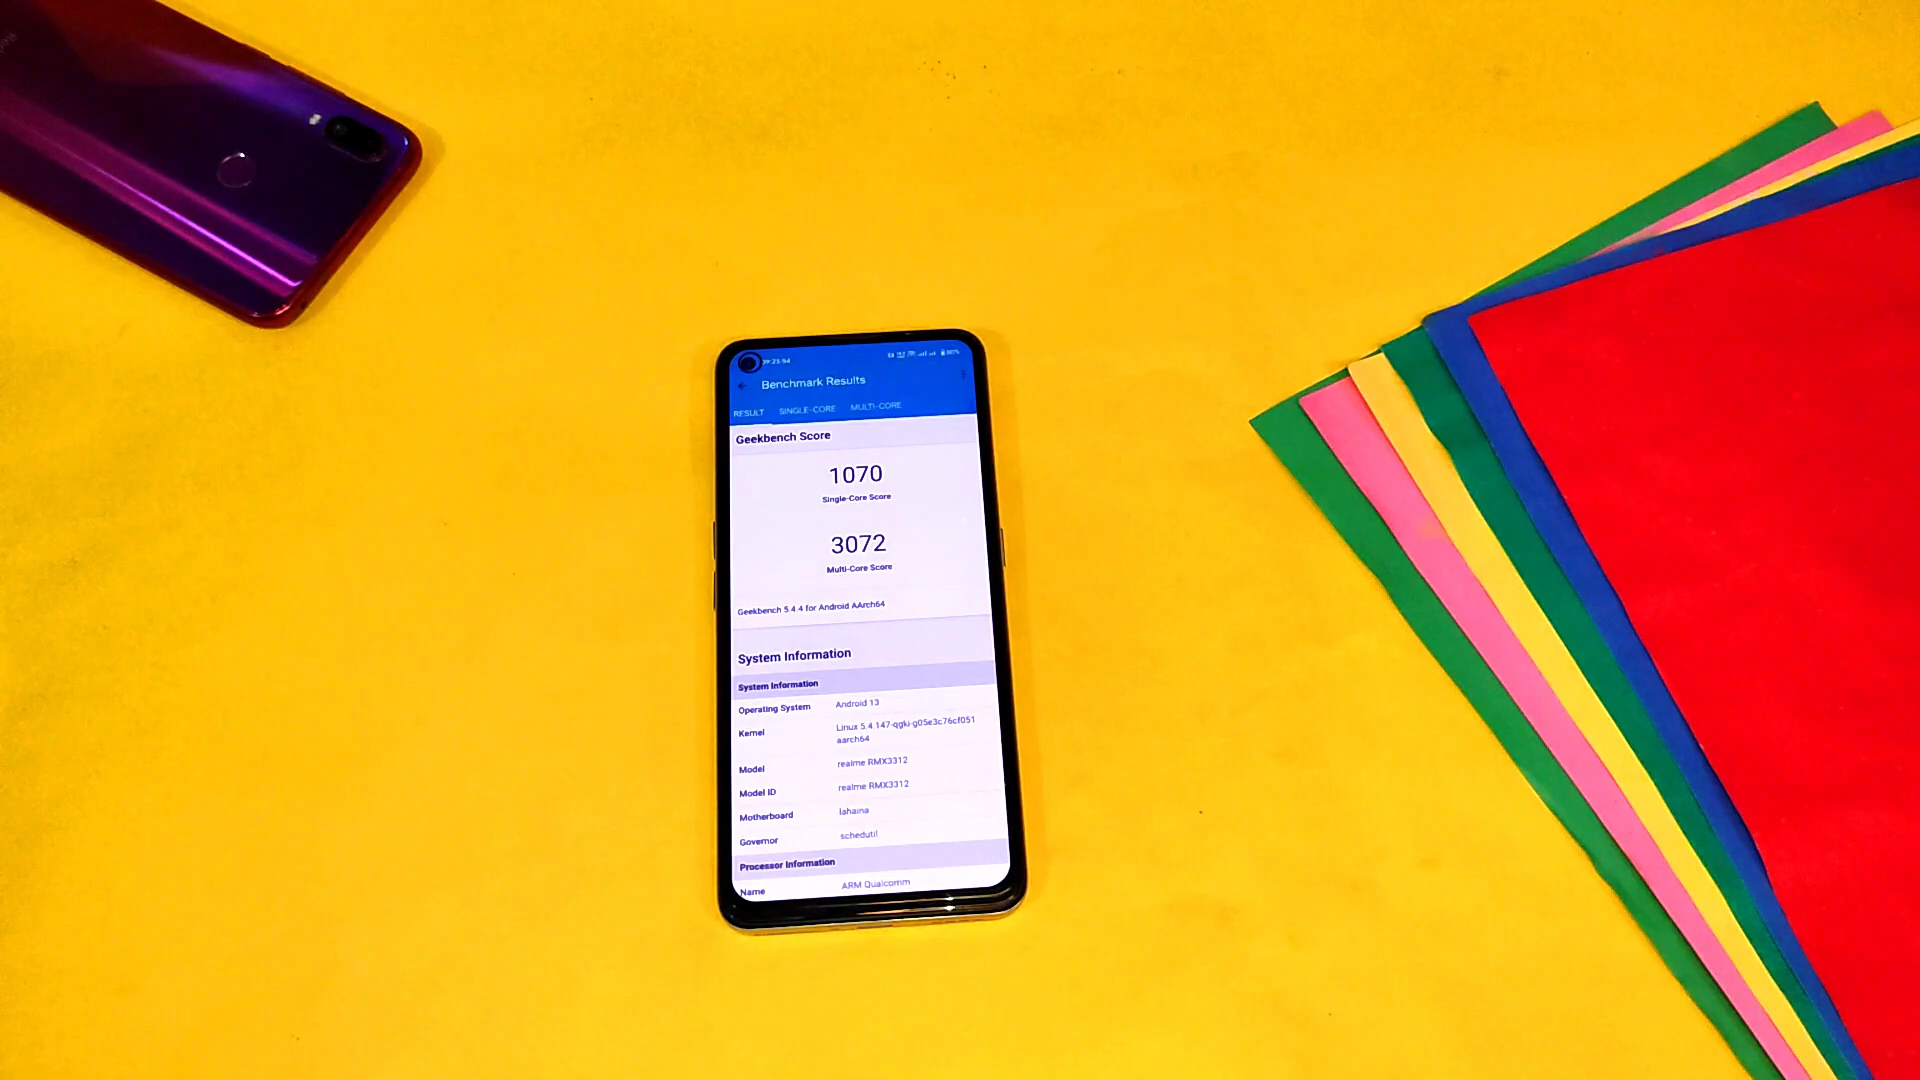 80%
Benchmark Results
RESULT SINGLE-CORE MULTI-CORE
Geekbench Score
1070
Single-Core Score
3072
Multi-Core Score
Geekbench 5.4.4 for Android AArch64
System Information
System Information
Operating System Android 13
Kernel Linux 5.4.147-qgki-g05e3c76cf051
aarch64
Model realme RMX3312
Model ID realme RMX3312
Motherboard lahaina
Governor schedutil
Processor Information
Name ARM Qualcomm